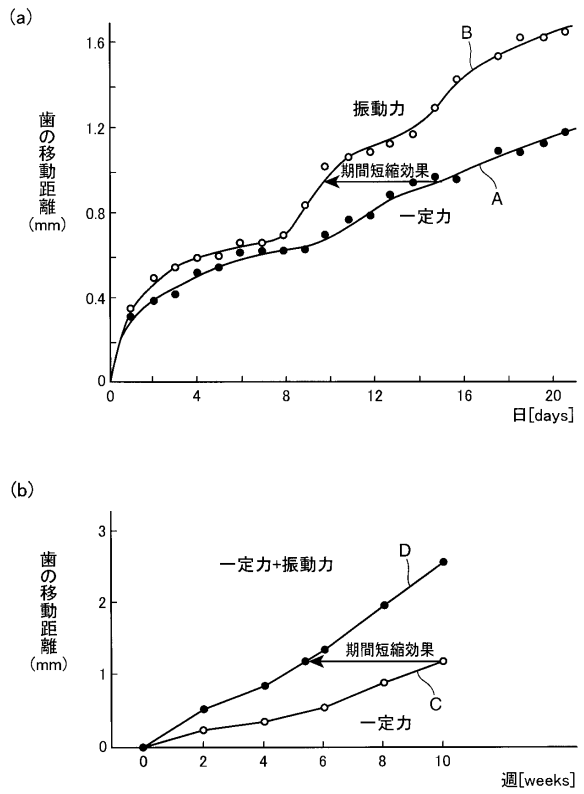 (a)
歯の移動距離
(mm)
1.6
1.2
0.8
0.4
0
B
振動力
期間短縮効果
A
一定力
0
4
8
12
16
20
日[days]
(b)
歯の移動距離
(mm)
3
2
1
0
一定力+振動力
D
期間短縮効果
C
一定力
0
2
4
6
8
10
週[weeks]